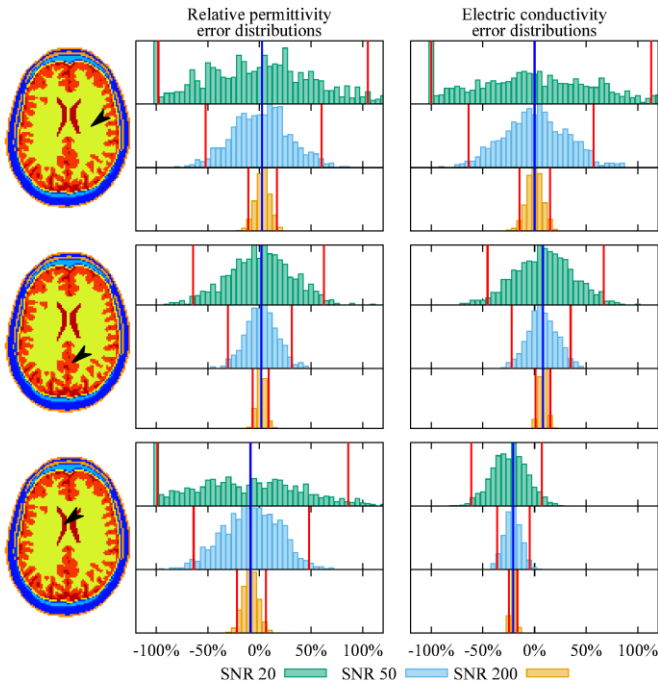 Relative permittivity
error distributions
Electric conductivity
error distributions
-100% -50% 0% 50% 100%
-100% -50% 0% 50% 100%
SNR 20 SNR 50 SNR 200